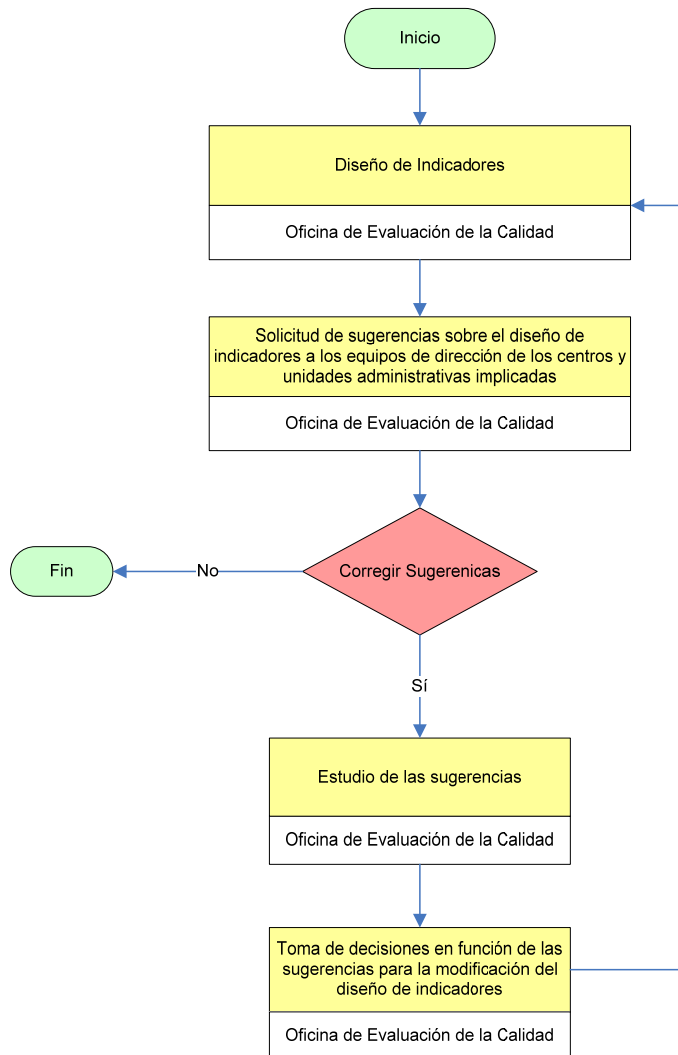 Inicio
Diseño de Indicadores
Oficina de Evaluación de la Calidad
Solicitud de sugerencias sobre el diseño de
indicadores a los equipos de dirección de los centros y
unidades administrativas implicadas
Oficina de Evaluación de la Calidad
Corregir Sugerenicas
No
Fin
Sí
Estudio de las sugerencias
Oficina de Evaluación de la Calidad
Toma de decisiones en función de las
sugerencias para la modificación del
diseño de indicadores
Oficina de Evaluación de la Calidad